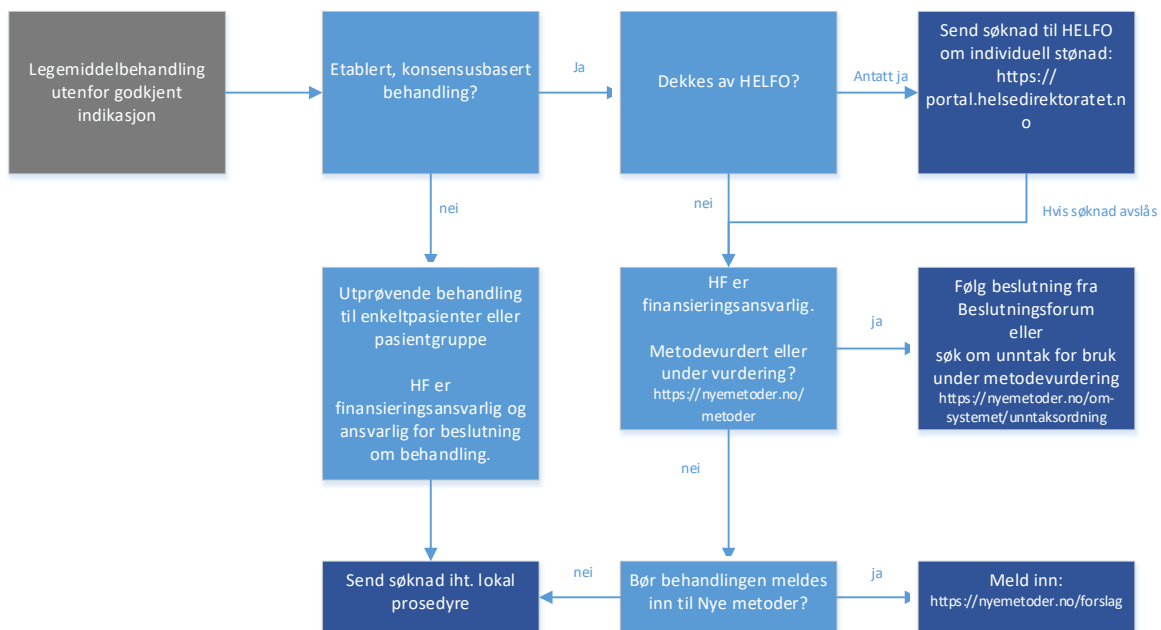 Legemiddelbehandling
utenfor godkjent
indikasjon
Etablert, konsensusbasert
behandling?
Ja
Dekkes av HELFO?
Antatt ja
Send søknad til HELFO
om individuell stønad:
https://
portal.helsedirektoratet.n
o
nei
nei
Hvis søknad avslås
Utprøvende behandling
til enkeltpasienter eller
pasientgruppe
HF er
finansieringsansvarlig og
ansvarlig for beslutning
om behandling.
HF er
finansieringsansvarlig.
Metodevurdert eller
under vurdering?
https://nyemetoder.no/
metoder
ja
Følg beslutning fra
Beslutningsforum
eller
søk om unntak for bruk
under metodevurdering
https://nyemetoder.no/om-
systemet/unntaksordning
nei
Send søknad iht. lokal
prosedyre
nei
Bør behandlingen meldes
inn til Nye metoder?
ja
Meld inn:
https://nyemetoder.no/forslag